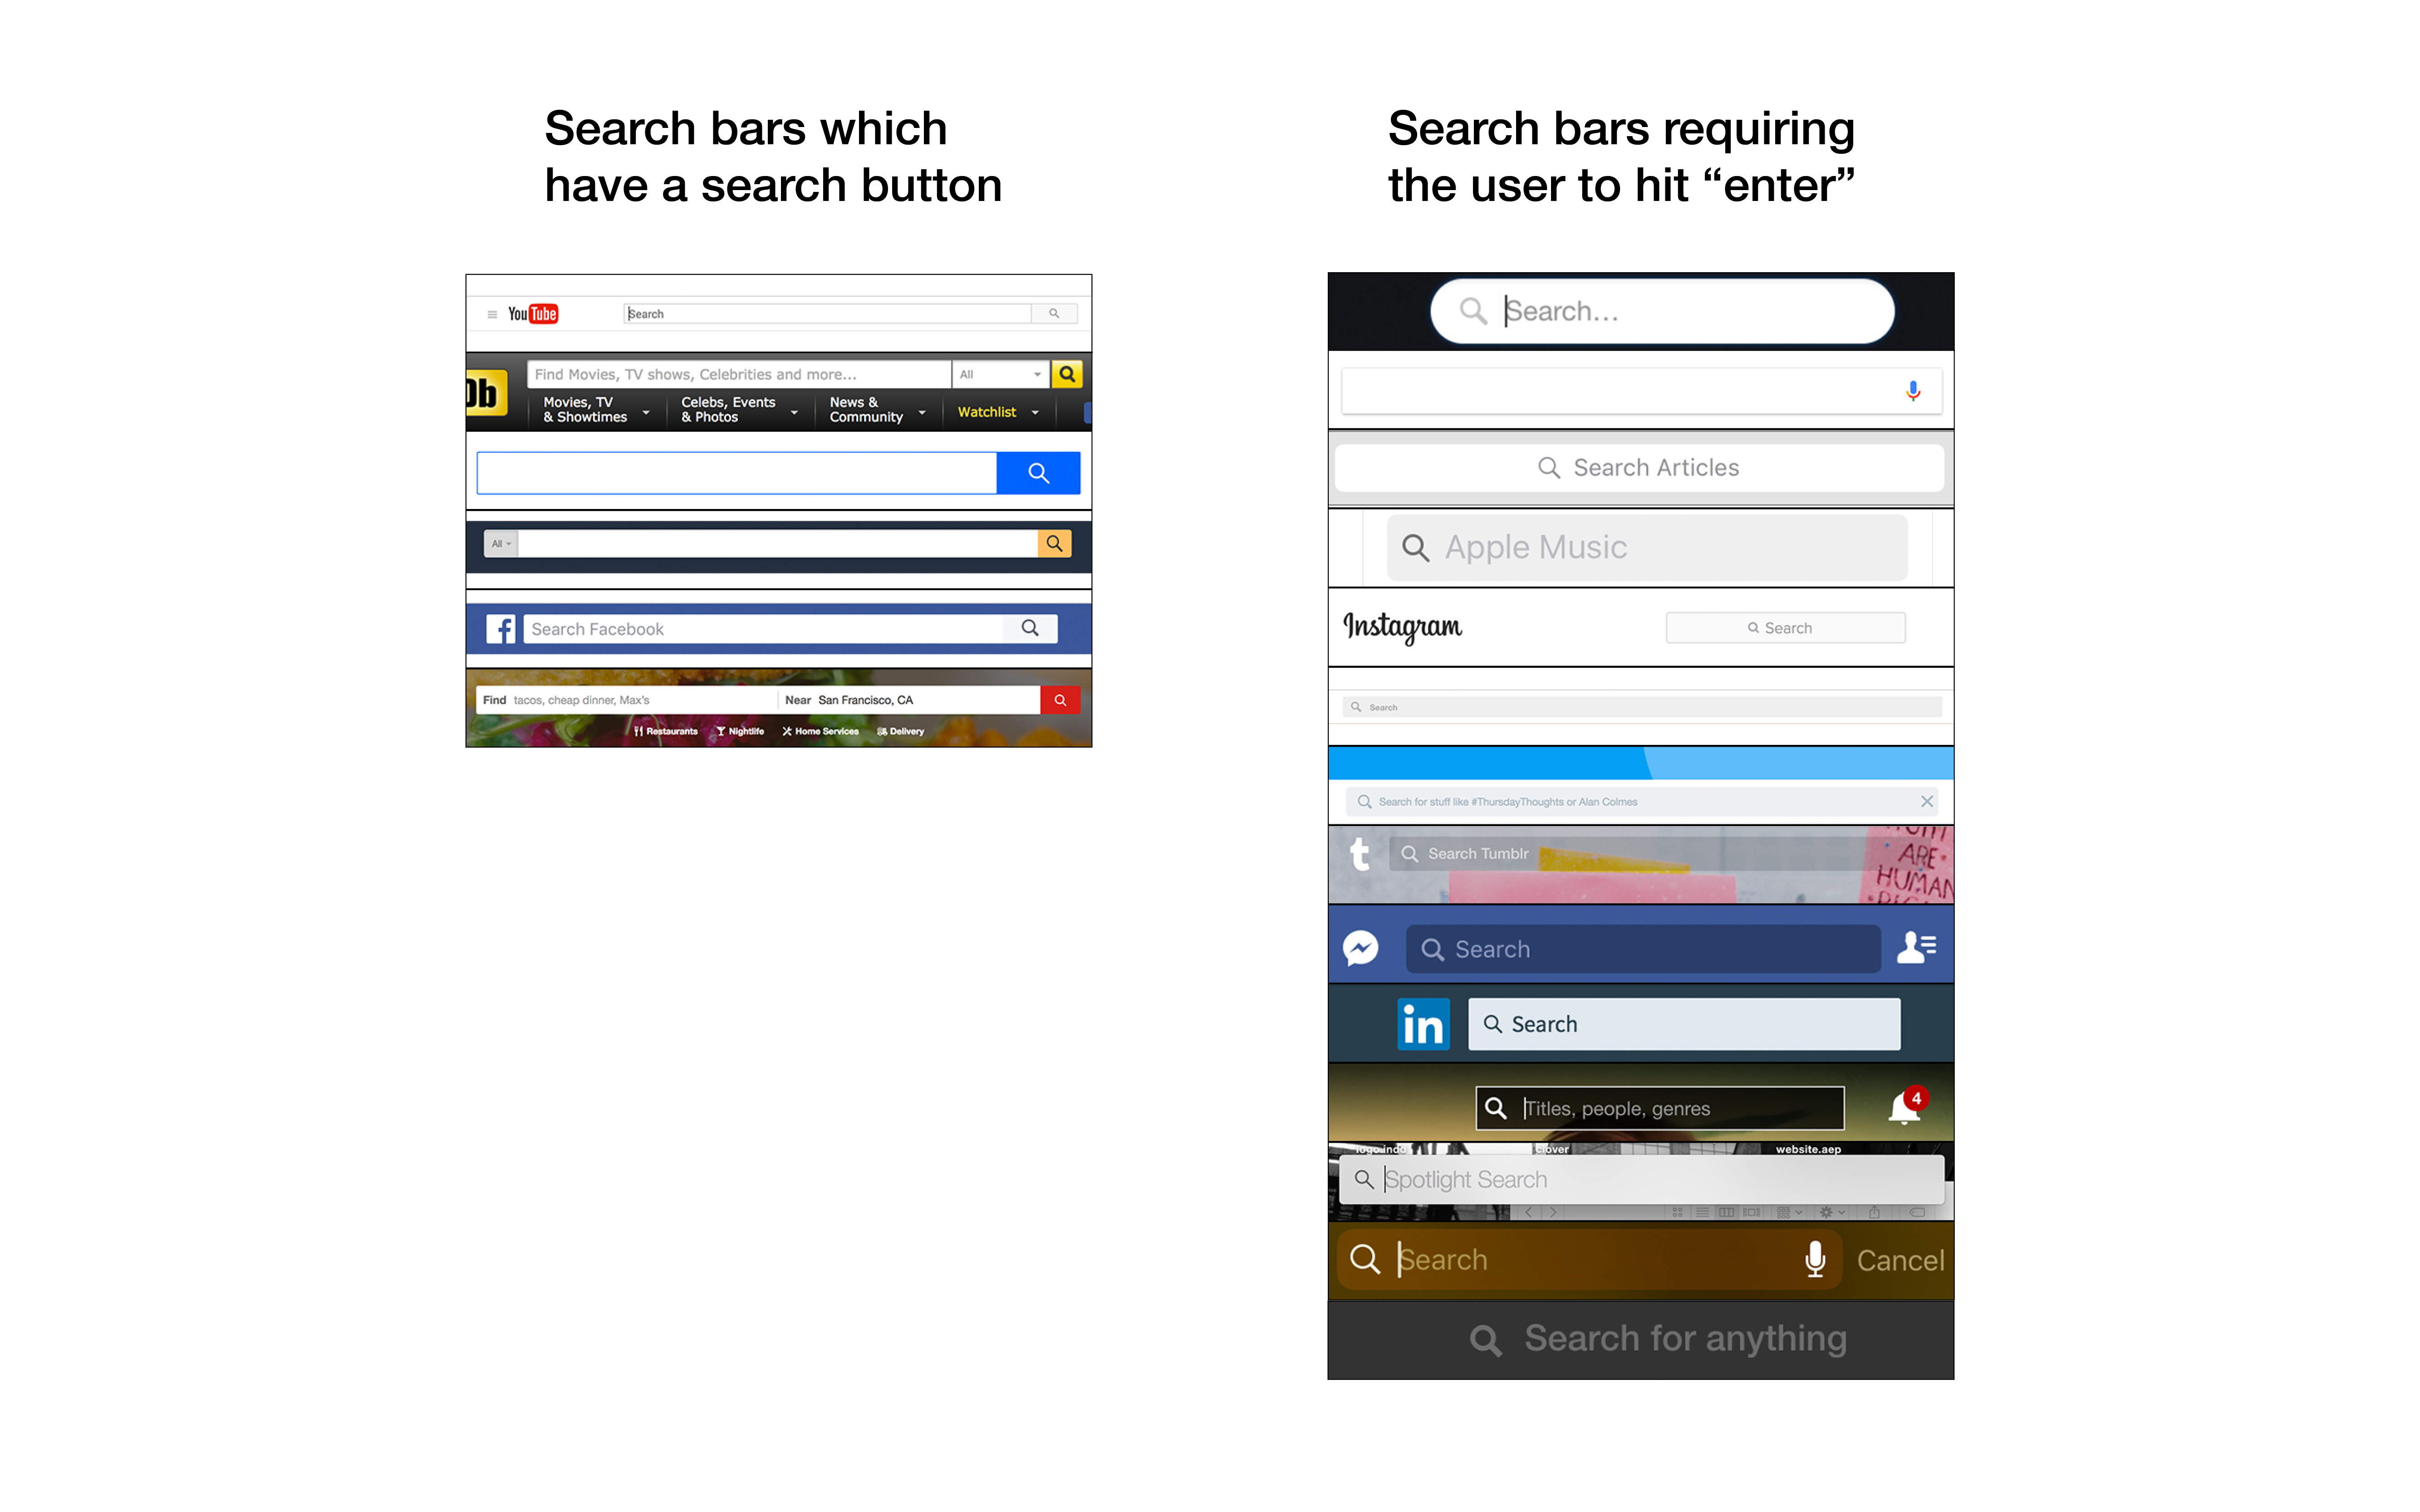 Search bars which
have a search button
YouTube
Search
Db
Find Movies, TV shows, Celebrities and more...
All
Movies, TV
& Showtimes
Celebs, Events
& Photos
News &
Community
Watchlist
All
f
Search Facebook
Find tacos, cheap dinner, Max's
Near San Francisco, CA
Restaurants
Nightlife
Home Services
Delivery
Search bars requiring
the user to hit “enter”
Search...
Search Articles
Apple Music
Instagram
Search
Search
Search for stuff like #ThursdayThoughts or Alan Colmes
t
Search Tumblr
ARE
HUMAN
Search
in
Search
Titles, people, genres
4
clover
website.aep
Spotlight Search
Search
Cancel
Search for anything